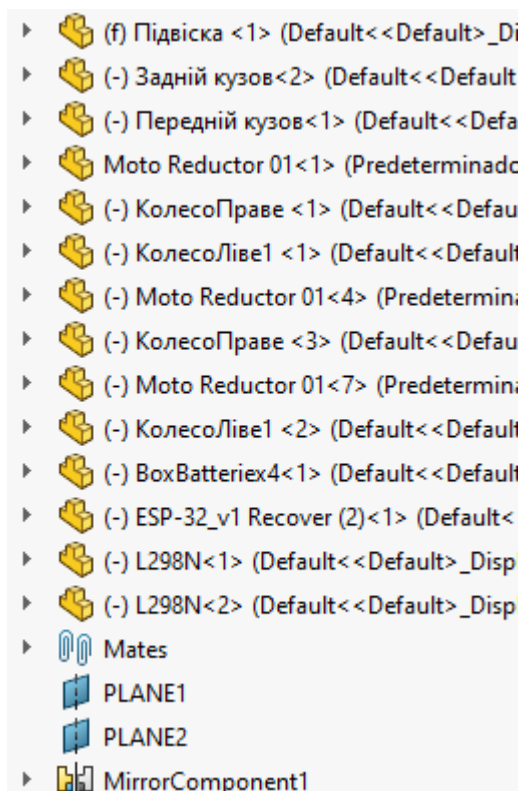 (f) Підвіска <1> (Default<<Default>_Di
(-) Задній кузов<2> (Default<<Default
(-) Передній кузов<1> (Default<<Defa
Moto Reductor 01<1> (Predeterminado
(-) КолесоПраве <1> (Default<<Defau
(-) КолесоЛіве1 <1> (Default<<Default
(-) Moto Reductor 01<4> (Predetermina
(-) КолесоПраве <3> (Default<<Defau
(-) Moto Reductor 01<7> (Predetermina
(-) КолесоЛіве1 <2> (Default<<Default
(-) BoxBatteriex4<1> (Default<<Default
(-) ESP-32_v1 Recover (2)<1> (Default<
(-) L298N<1> (Default<<Default>_Disp
(-) L298N<2> (Default<<Default>_Disp
Mates
PLANE1
PLANE2
MirrorComponent1